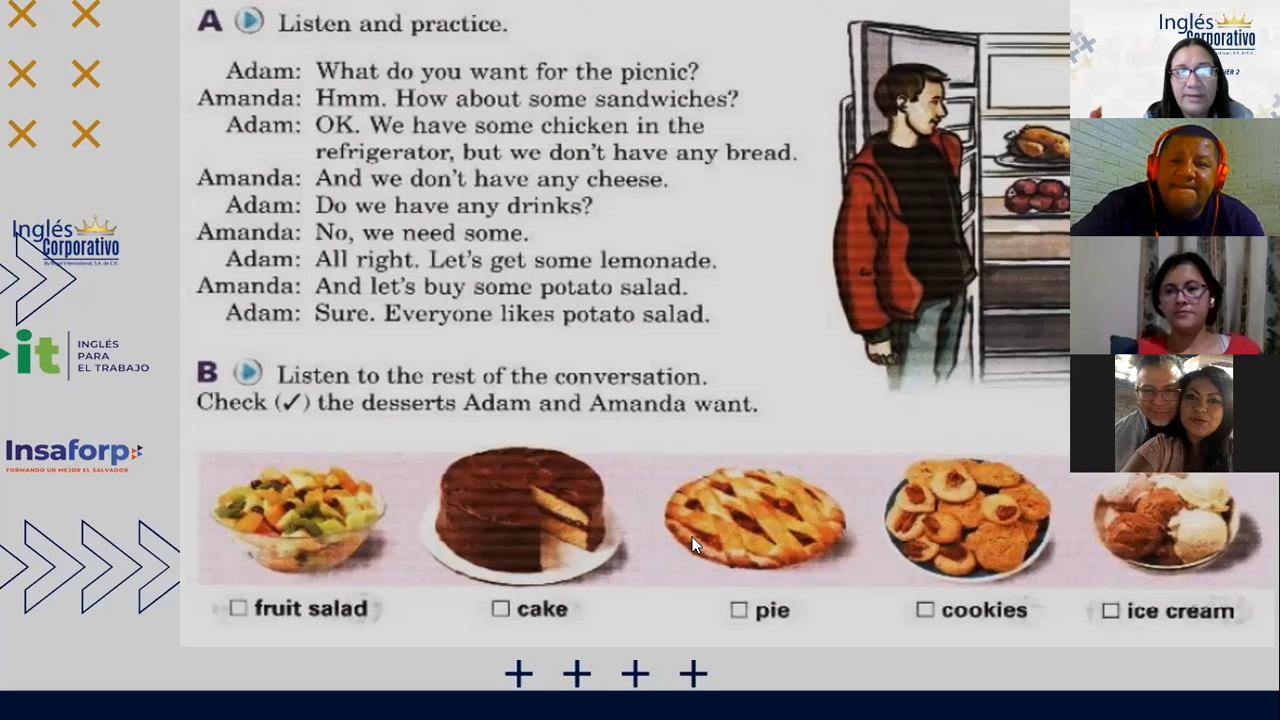 A Listen and practice.
Adam: What do you want for the picnic?
Amanda: Hmm. How about some sandwiches?
Adam: OK. We have some chicken in the
refrigerator, but we don't have any bread.
Amanda: And we don't have any cheese.
Adam: Do we have any drinks?
Amanda: No, we need some.
Adam: All right. Let's get some lemonade.
Amanda: And let's buy some potato salad.
Adam: Sure. Everyone likes potato salad.
B Listen to the rest of the conversation.
Check (✓) the desserts Adam and Amanda want.
fruit salad
cake
pie
cookies
ice cream
Inglés
Corporativo
it
INGLÉS
PARA
EL TRABAJO
Insaforp
FORMANDO UN MEJOR EL SALVADOR
Inglés
Corporativo